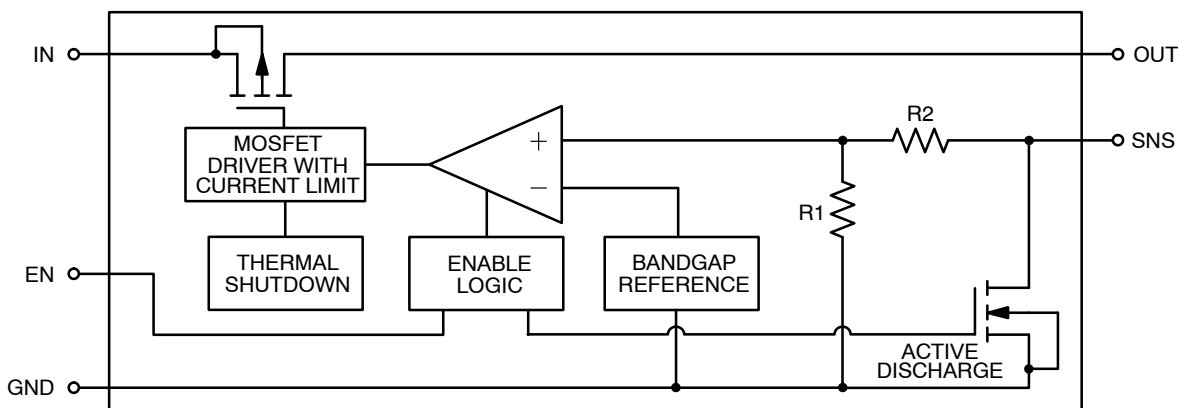 IN
OUT
R2
MOSFET
DRIVER WITH
CURRENT LIMIT
+
−
SNS
R1
THERMAL
SHUTDOWN
ENABLE
LOGIC
BANDGAP
REFERENCE
EN
ACTIVE
DISCHARGE
GND